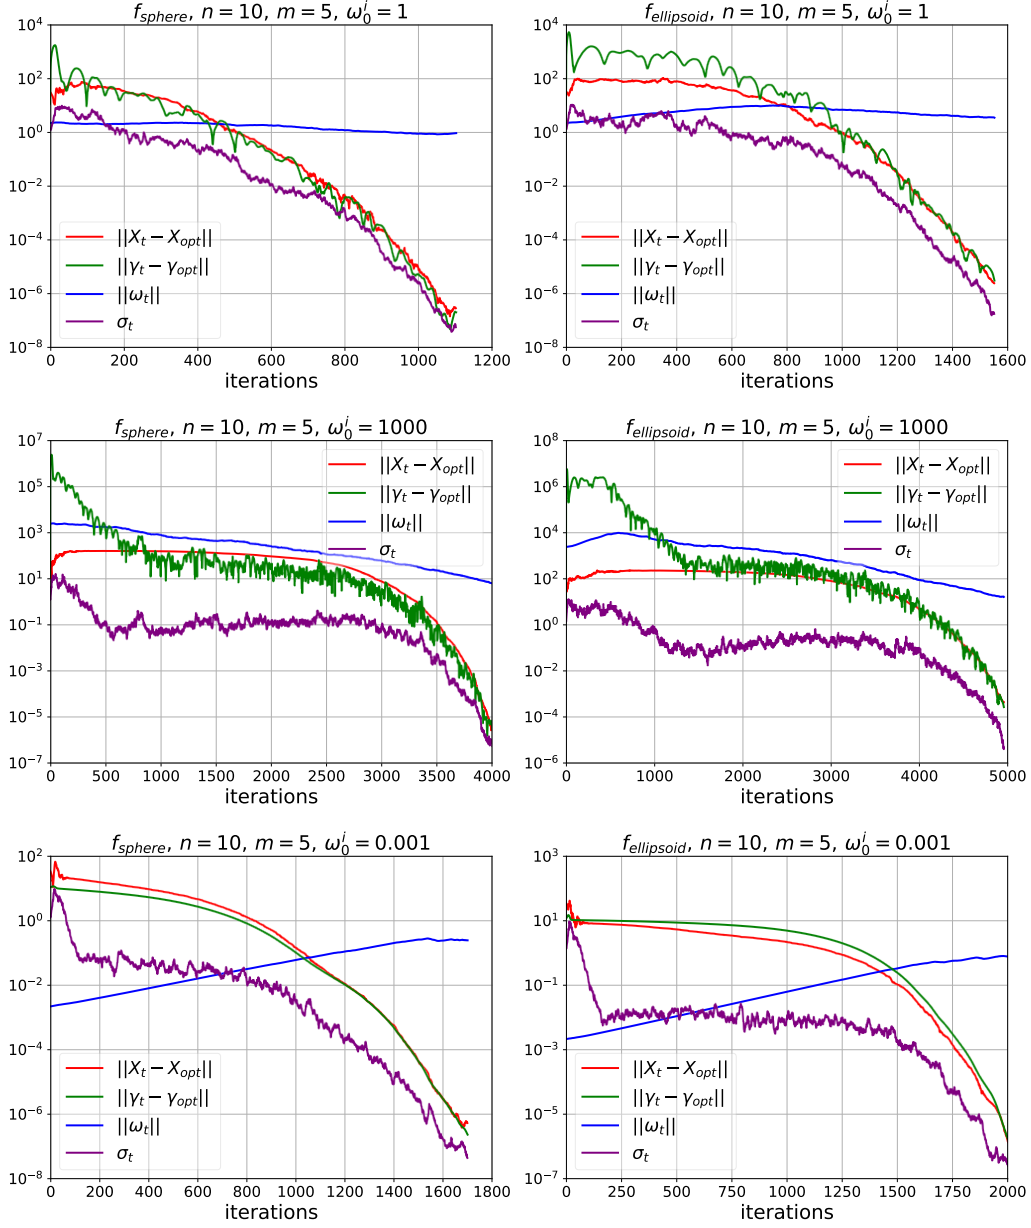 f_sphere, n = 10, m = 5, ω_0^i = 1
10^4
10^2
10^0
10^−2
10^−4
10^−6
10^−8
||X_t − X_opt||
||γ_t − γ_opt||
||ω_t||
σ_t
0 200 400 600 800 1000 1200
iterations
f_ellipsoid, n = 10, m = 5, ω_0^i = 1
10^4
10^2
10^0
10^−2
10^−4
10^−6
10^−8
||X_t − X_opt||
||γ_t − γ_opt||
||ω_t||
σ_t
0 200 400 600 800 1000 1200 1400 1600
iterations
f_sphere, n = 10, m = 5, ω_0^i = 1000
10^7
10^5
10^3
10^1
10^−1
10^−3
10^−5
10^−7
||X_t − X_opt||
||γ_t − γ_opt||
||ω_t||
σ_t
0 500 1000 1500 2000 2500 3000 3500 4000
iterations
f_ellipsoid, n = 10, m = 5, ω_0^i = 1000
10^8
10^6
10^4
10^2
10^0
10^−2
10^−4
10^−6
||X_t − X_opt||
||γ_t − γ_opt||
||ω_t||
σ_t
0 1000 2000 3000 4000 5000
iterations
f_sphere, n = 10, m = 5, ω_0^i = 0.001
10^2
10^0
10^−2
10^−4
10^−6
10^−8
||X_t − X_opt||
||γ_t − γ_opt||
||ω_t||
σ_t
0 200 400 600 800 1000 1200 1400 1600 1800
iterations
f_ellipsoid, n = 10, m = 5, ω_0^i = 0.001
10^3
10^1
10^−1
10^−3
10^−5
10^−7
||X_t − X_opt||
||γ_t − γ_opt||
||ω_t||
σ_t
0 250 500 750 1000 1250 1500 1750 2000
iterations